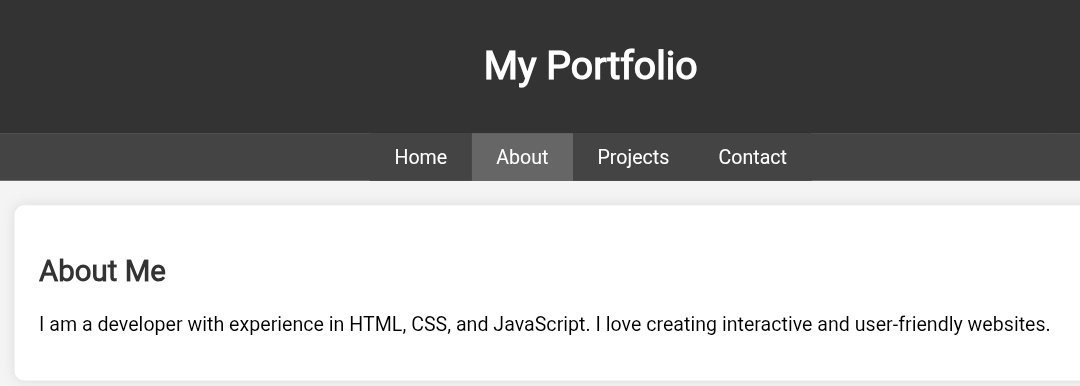 My Portfolio
Home About Projects Contact
About Me
I am a developer with experience in HTML, CSS, and JavaScript. I love creating interactive and user-friendly websites.